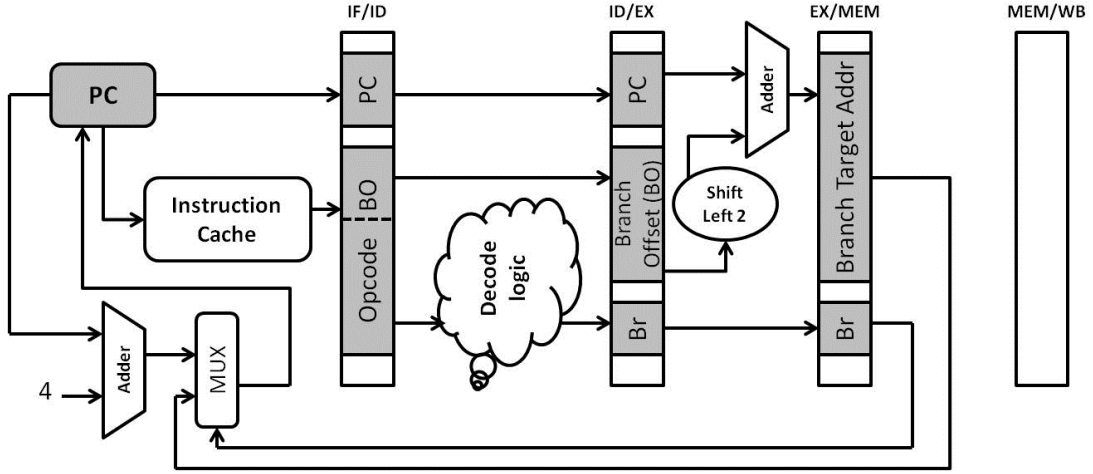 IF/ID
ID/EX
EX/MEM
MEM/WB
PC
PC
PC
Adder
Branch Target Addr
Instruction
Cache
BO
Opcode
Decode
logic
Branch
Offset (BO)
Shift
Left 2
Br
Br
4
Adder
MUX